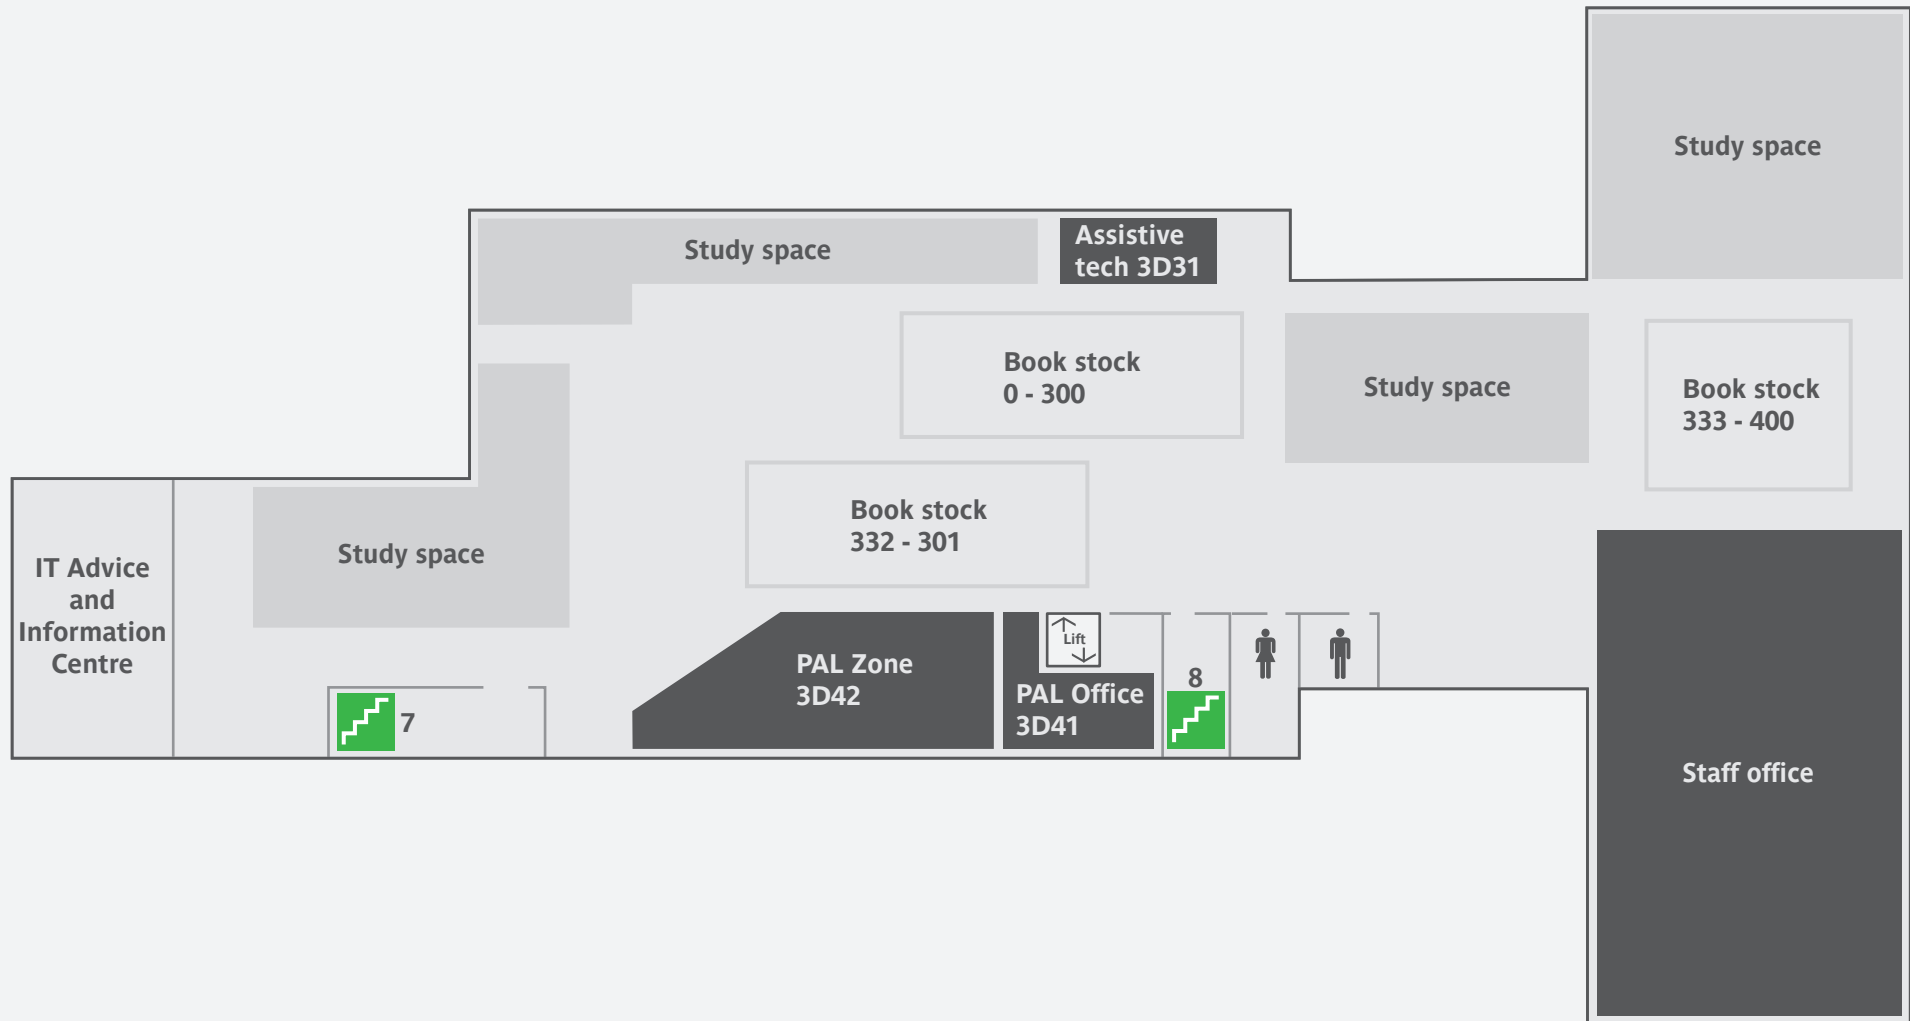 Study space
Study space
Assistive
tech 3D31
Book stock
0 - 300
Study space
Book stock
333 - 400
Book stock
332 - 301
Study space
IT Advice
and
Information
Centre
Lift
PAL Zone
3D42
PAL Office
3D41
8
7
Staff office